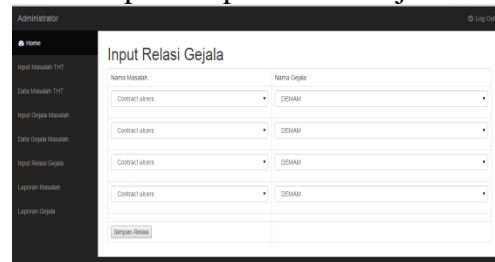 Administrator
Log Out
Home
Input Masalah THT
Data Masalah THT
Input Gejala Masalah
Data Gejala Masalah
Input Relasi Gejala
Laporan Masalah
Laporan Gejala
Input Relasi Gejala
Nama Masalah Nama Gejala
Contract ulcers DEMAM
Contract ulcers DEMAM
Contract ulcers DEMAM
Contract ulcers DEMAM
Simpan Relasi